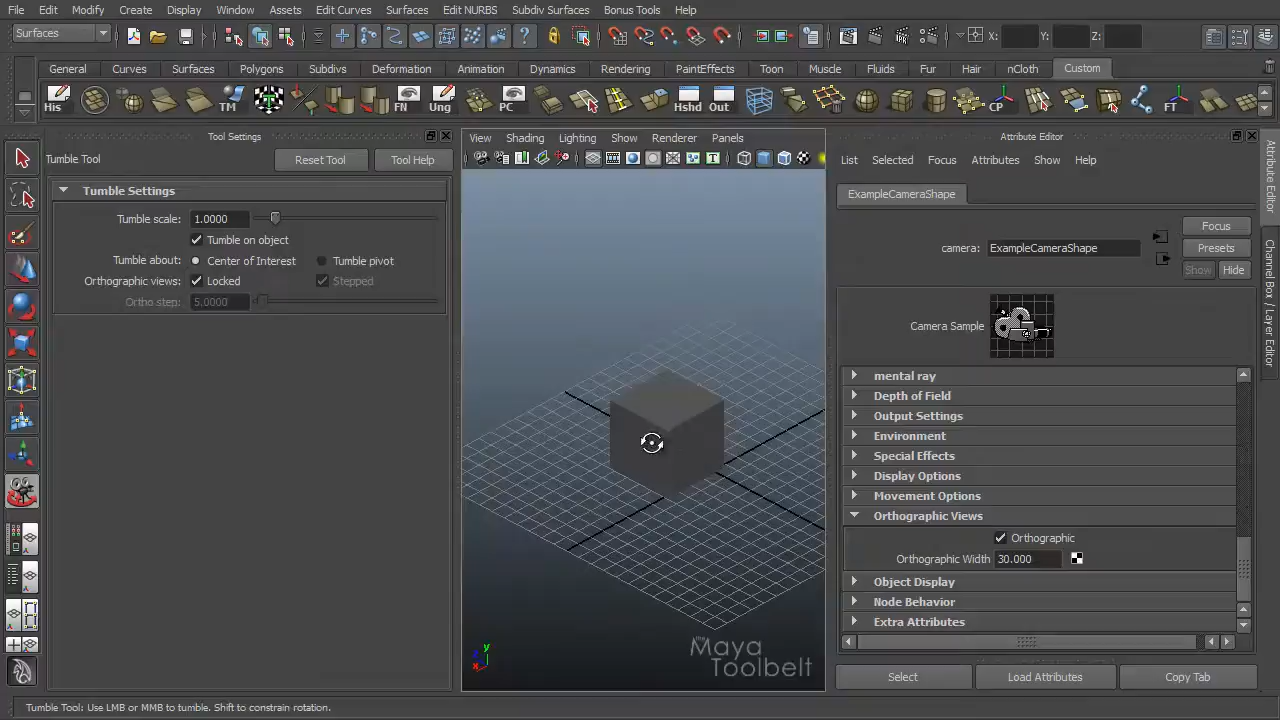 File Edit Modify Create Display Window Assets Edit Curves Surfaces Edit NURBS Subdiv Surfaces Bonus Tools Help
Surfaces X: Y: Z:
General Curves Surfaces Polygons Subdivs Deformation Animation Dynamics Rendering PaintEffects Toon Muscle Fluids Fur Hair nCloth Custom
His TM FN Ung PC Hshd Out CP FT
Tool Settings
Tumble Tool Reset Tool Tool Help
Tumble Settings
Tumble scale: 1.0000
Tumble on object
Tumble about: Center of Interest Tumble pivot
Orthographic views: Locked Stepped
Ortho step: 5.0000
View Shading Lighting Show Renderer Panels
y
z
x
my
Maya
Toolbelt
Attribute Editor
List Selected Focus Attributes Show Help
ExampleCameraShape
Focus
camera: ExampleCameraShape Presets
Show Hide
Camera Sample
mental ray
Depth of Field
Output Settings
Environment
Special Effects
Display Options
Movement Options
Orthographic Views
Orthographic
Orthographic Width 30.000
Object Display
Node Behavior
Extra Attributes
Select Load Attributes Copy Tab
Attribute Editor
Channel Box / Layer Editor
Tumble Tool: Use LMB or MMB to tumble. Shift to constrain rotation.